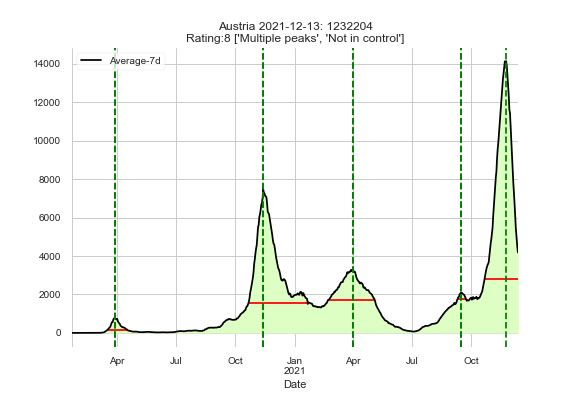 Austria 2021-12-13: 1232204
Rating:8 ['Multiple peaks', 'Not in control']
Average-7d
14000
12000
10000
8000
6000
4000
2000
0
Apr Jul Oct Jan Apr Jul Oct
2021
Date